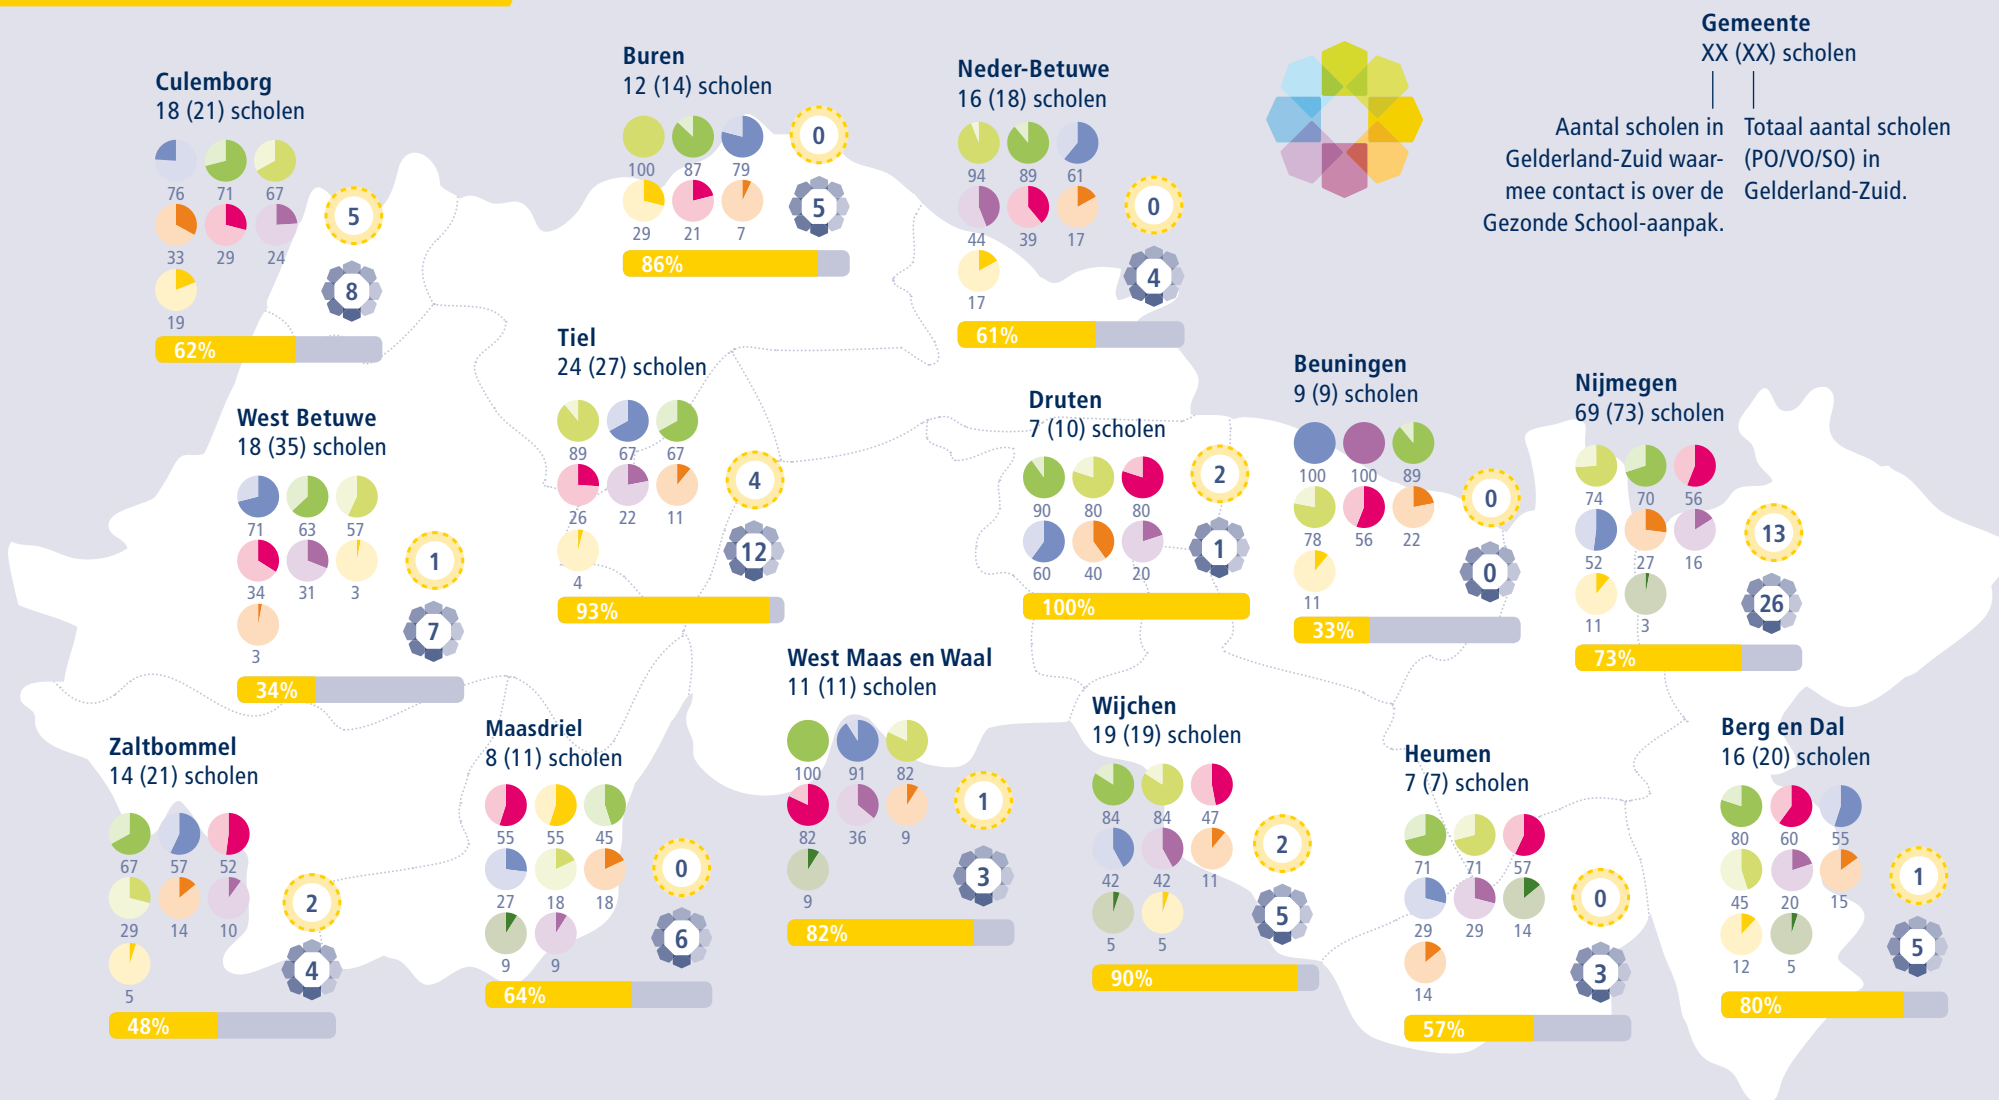 Gemeente
XX (XX) scholen
Aantal scholen in
Gelderland-Zuid waar-
mee contact is over de
Gezonde School-aanpak.
Totaal aantal scholen
(PO/VO/SO) in
Gelderland-Zuid.
Culemborg
18 (21) scholen
76 71 67
5
33 29 24
8
19
62%
Buren
12 (14) scholen
0
100 87 79
5
29 21 7
86%
Neder-Betuwe
16 (18) scholen
94 89 61
0
44 39 17
4
17
61%
Tiel
24 (27) scholen
89 67 67
4
26 22 11
12
4
93%
West Betuwe
18 (35) scholen
71 63 57
1
34 31 3
7
3
34%
Druten
7 (10) scholen
2
90 80 80
1
60 40 20
100%
Beuningen
9 (9) scholen
100 100 89
0
78 56 22
0
11
33%
Nijmegen
69 (73) scholen
74 70 56
13
52 27 16
26
11 3
73%
Zaltbommel
14 (21) scholen
67 57 52
2
29 14 10
4
5
48%
Maasdriel
8 (11) scholen
55 55 45
0
27 18 18
6
9 9
64%
West Maas en Waal
11 (11) scholen
100 91 82
1
82 36 9
3
9
82%
Wijchen
19 (19) scholen
84 84 47
2
42 42 11
5
5 5
90%
Heumen
7 (7) scholen
71 71 57
0
29 29 14
3
14
57%
Berg en Dal
16 (20) scholen
80 60 55
1
45 20 15
5
12 5
80%